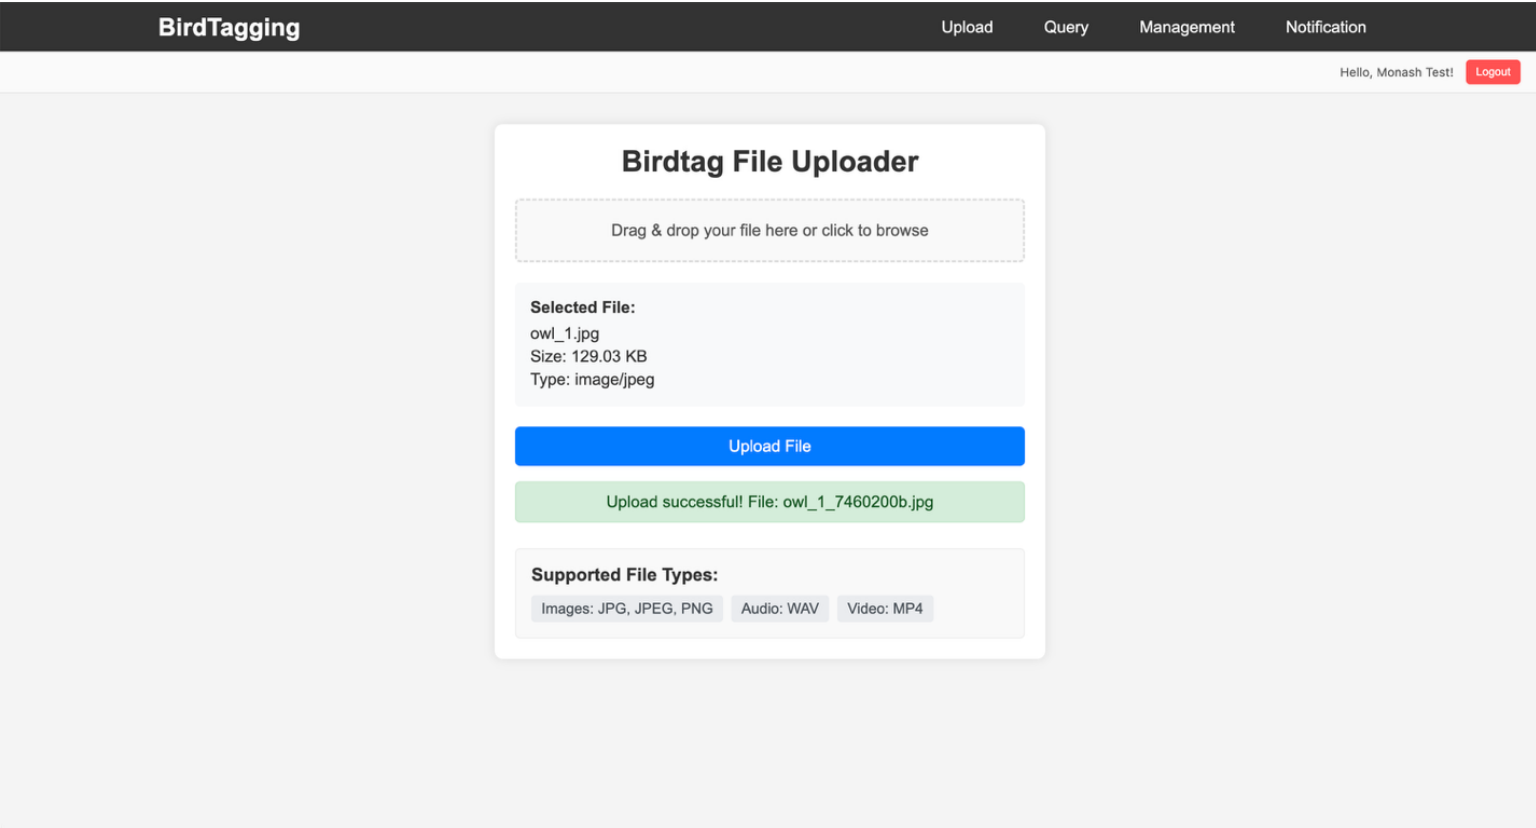 BirdTagging
Upload
Query
Management
Notification
Hello, Monash Test!
Logout
Birdtag File Uploader
Drag & drop your file here or click to browse
Selected File:
owl_1.jpg
Size: 129.03 KB
Type: image/jpeg
Upload File
Upload successful! File: owl_1_7460200b.jpg
Supported File Types:
Images: JPG, JPEG, PNG
Audio: WAV
Video: MP4